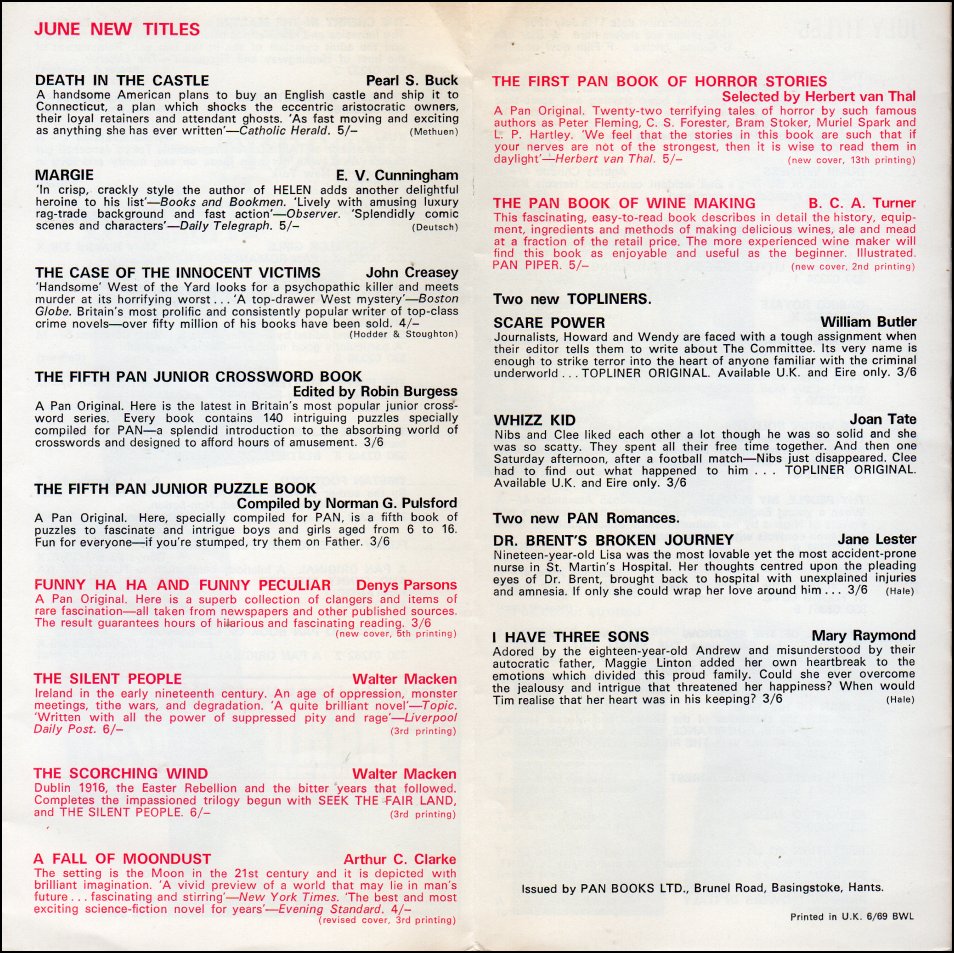 JUNE NEW TITLES
DEATH IN THE CASTLE Pearl S. Buck
A handsome American plans to buy an English castle and ship it to
Connecticut, a plan which shocks the eccentric aristocratic owners,
their loyal retainers and attendant ghosts. 'As fast moving and exciting
as anything she has ever written'—Catholic Herald. 5/– (Methuen)
MARGIE E. V. Cunningham
'In crisp, crackly style the author of HELEN adds another delightful
heroine to his list'—Books and Bookmen. 'Lively with amusing luxury
rag-trade background and fast action'—Observer. 'Splendidly comic
scenes and characters'—Daily Telegraph. 5/– (Deutsch)
THE CASE OF THE INNOCENT VICTIMS John Creasey
'Handsome' West of the Yard looks for a psychopathic killer and meets
murder at its horrifying worst . . . 'A top-drawer West mystery'—Boston
Globe. Britain's most prolific and consistently popular writer of top-class
crime novels—over fifty million of his books have been sold. 4/–
(Hodder & Stoughton)
THE FIFTH PAN JUNIOR CROSSWORD BOOK
Edited by Robin Burgess
A Pan Original. Here is the latest in Britain's most popular junior cross-
word series. Every book contains 140 intriguing puzzles specially
compiled for PAN—a splendid introduction to the absorbing world of
crosswords and designed to afford hours of amusement. 3/6
THE FIFTH PAN JUNIOR PUZZLE BOOK
Compiled by Norman G. Pulsford
A Pan Original. Here, specially compiled for PAN, is a fifth book of
puzzles to fascinate and intrigue boys and girls aged from 6 to 16.
Fun for everyone—if you're stumped, try them on Father. 3/6
FUNNY HA HA AND FUNNY PECULIAR Denys Parsons
A Pan Original. Here is a superb collection of clangers and items of
rare fascination—all taken from newspapers and other published sources.
The result guarantees hours of hilarious and fascinating reading. 3/6
(new cover, 5th printing)
THE SILENT PEOPLE Walter Macken
Ireland in the early nineteenth century. An age of oppression, monster
meetings, tithe wars, and degradation. 'A quite brilliant novel'—Topic.
'Written with all the power of suppressed pity and rage'—Liverpool
Daily Post. 6/– (3rd printing)
THE SCORCHING WIND Walter Macken
Dublin 1916, the Easter Rebellion and the bitter years that followed.
Completes the impassioned trilogy begun with SEEK THE FAIR LAND,
and THE SILENT PEOPLE. 6/– (3rd printing)
A FALL OF MOONDUST Arthur C. Clarke
The setting is the Moon in the 21st century and it is depicted with
brilliant imagination. 'A vivid preview of a world that may lie in man's
future . . . fascinating and stirring'—New York Times. 'The best and most
exciting science-fiction novel for years'—Evening Standard. 4/–
(revised cover, 3rd printing)
THE FIRST PAN BOOK OF HORROR STORIES
Selected by Herbert van Thal
A Pan Original. Twenty-two terrifying tales of horror by such famous
authors as Peter Fleming, C. S. Forester, Bram Stoker, Muriel Spark and
L. P. Hartley. 'We feel that the stories in this book are such that if
your nerves are not of the strongest, then it is wise to read them in
daylight'—Herbert van Thal. 5/– (new cover, 13th printing)
THE PAN BOOK OF WINE MAKING B. C. A. Turner
This fascinating, easy-to-read book describes in detail the history, equip-
ment, ingredients and methods of making delicious wines, ale and mead
at a fraction of the retail price. The more experienced wine maker will
find this book as enjoyable and useful as the beginner. Illustrated.
PAN PIPER. 5/– (new cover, 2nd printing)
Two new TOPLINERS.
SCARE POWER William Butler
Journalists, Howard and Wendy are faced with a tough assignment when
their editor tells them to write about The Committee. Its very name is
enough to strike terror into the heart of anyone familiar with the criminal
underworld . . . TOPLINER ORIGINAL. Available U.K. and Eire only. 3/6
WHIZZ KID Joan Tate
Nibs and Clee liked each other a lot though he was so solid and she
was so scatty. They spent all their free time together. And then one
Saturday afternoon, after a football match—Nibs just disappeared. Clee
had to find out what happened to him . . . TOPLINER ORIGINAL.
Available U.K. and Eire only. 3/6
Two new PAN Romances.
DR. BRENT'S BROKEN JOURNEY Jane Lester
Nineteen-year-old Lisa was the most lovable yet the most accident-prone
nurse in St. Martin's Hospital. Her thoughts centred upon the pleading
eyes of Dr. Brent, brought back to hospital with unexplained injuries
and amnesia. If only she could wrap her love around him . . . 3/6 (Hale)
I HAVE THREE SONS Mary Raymond
Adored by the eighteen-year-old Andrew and misunderstood by their
autocratic father, Maggie Linton added her own heartbreak to the
emotions which divided this proud family. Could she ever overcome
the jealousy and intrigue that threatened her happiness? When would
Tim realise that her heart was in his keeping? 3/6 (Hale)
Issued by PAN BOOKS LTD., Brunel Road, Basingstoke, Hants.
Printed in U.K. 6/69 BWL